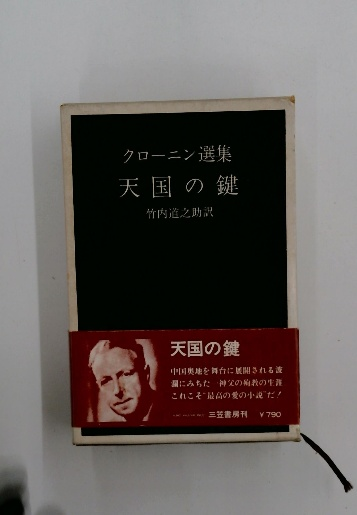 クローニン選集
天国の鍵
竹内道之助訳
天国の鍵
中国奥地を舞台に展開される波
瀾にみちた一神父の殉教の生涯
これこそ“最高の愛の小説”だ！
三笠書房刊 ￥790